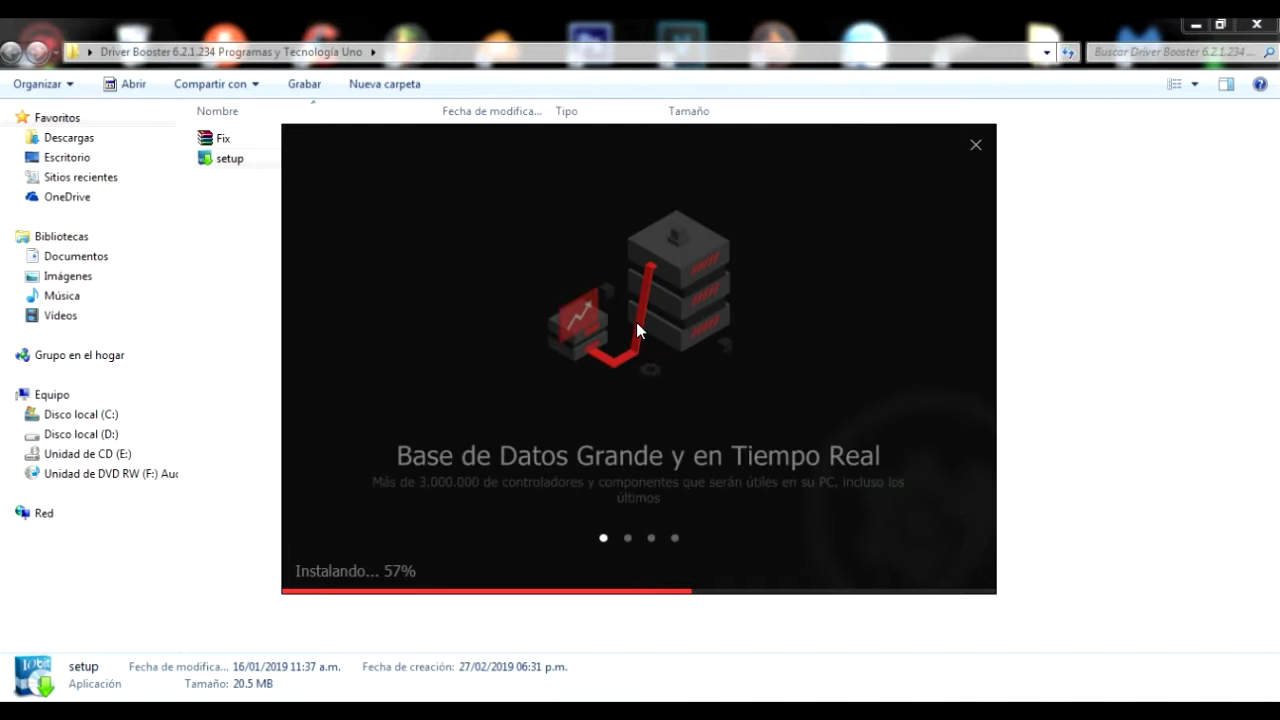 Driver Booster 6.2.1.234 Programas y Tecnología Uno
Buscar Driver Booster 6.2.1.234 ...
Organizar
Abrir
Compartir con
Grabar
Nueva carpeta
Nombre
Fecha de modifica...
Tipo
Tamaño
Favoritos
Descargas
Escritorio
Sitios recientes
OneDrive
Bibliotecas
Documentos
Imágenes
Música
Vídeos
Grupo en el hogar
Equipo
Disco local (C:)
Disco local (D:)
Unidad de CD (E:)
Unidad de DVD RW (F:) Auc
Red
Fix
setup
Base de Datos Grande y en Tiempo Real
Más de 3.000.000 de controladores y componentes que serán útiles en su PC, incluso los
últimos
Instalando... 57%
IObit
setup
Fecha de modifica... 16/01/2019 11:37 a.m.
Fecha de creación: 27/02/2019 06:31 p.m.
Aplicación
Tamaño: 20.5 MB